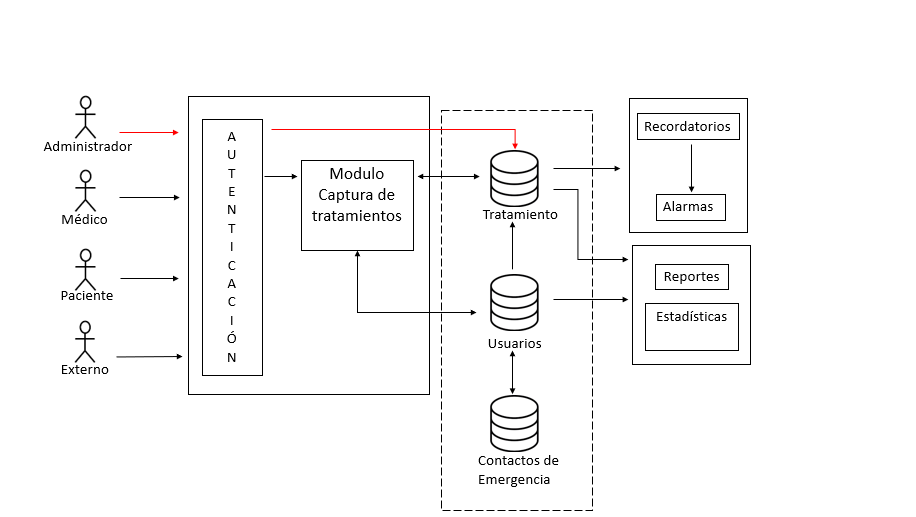 Administrador
Médico
Paciente
Externo
A
U
T
E
N
T
I
C
A
C
I
Ó
N
Modulo
Captura de
tratamientos
Tratamiento
Usuarios
Contactos de
Emergencia
Recordatorios
Alarmas
Reportes
Estadísticas